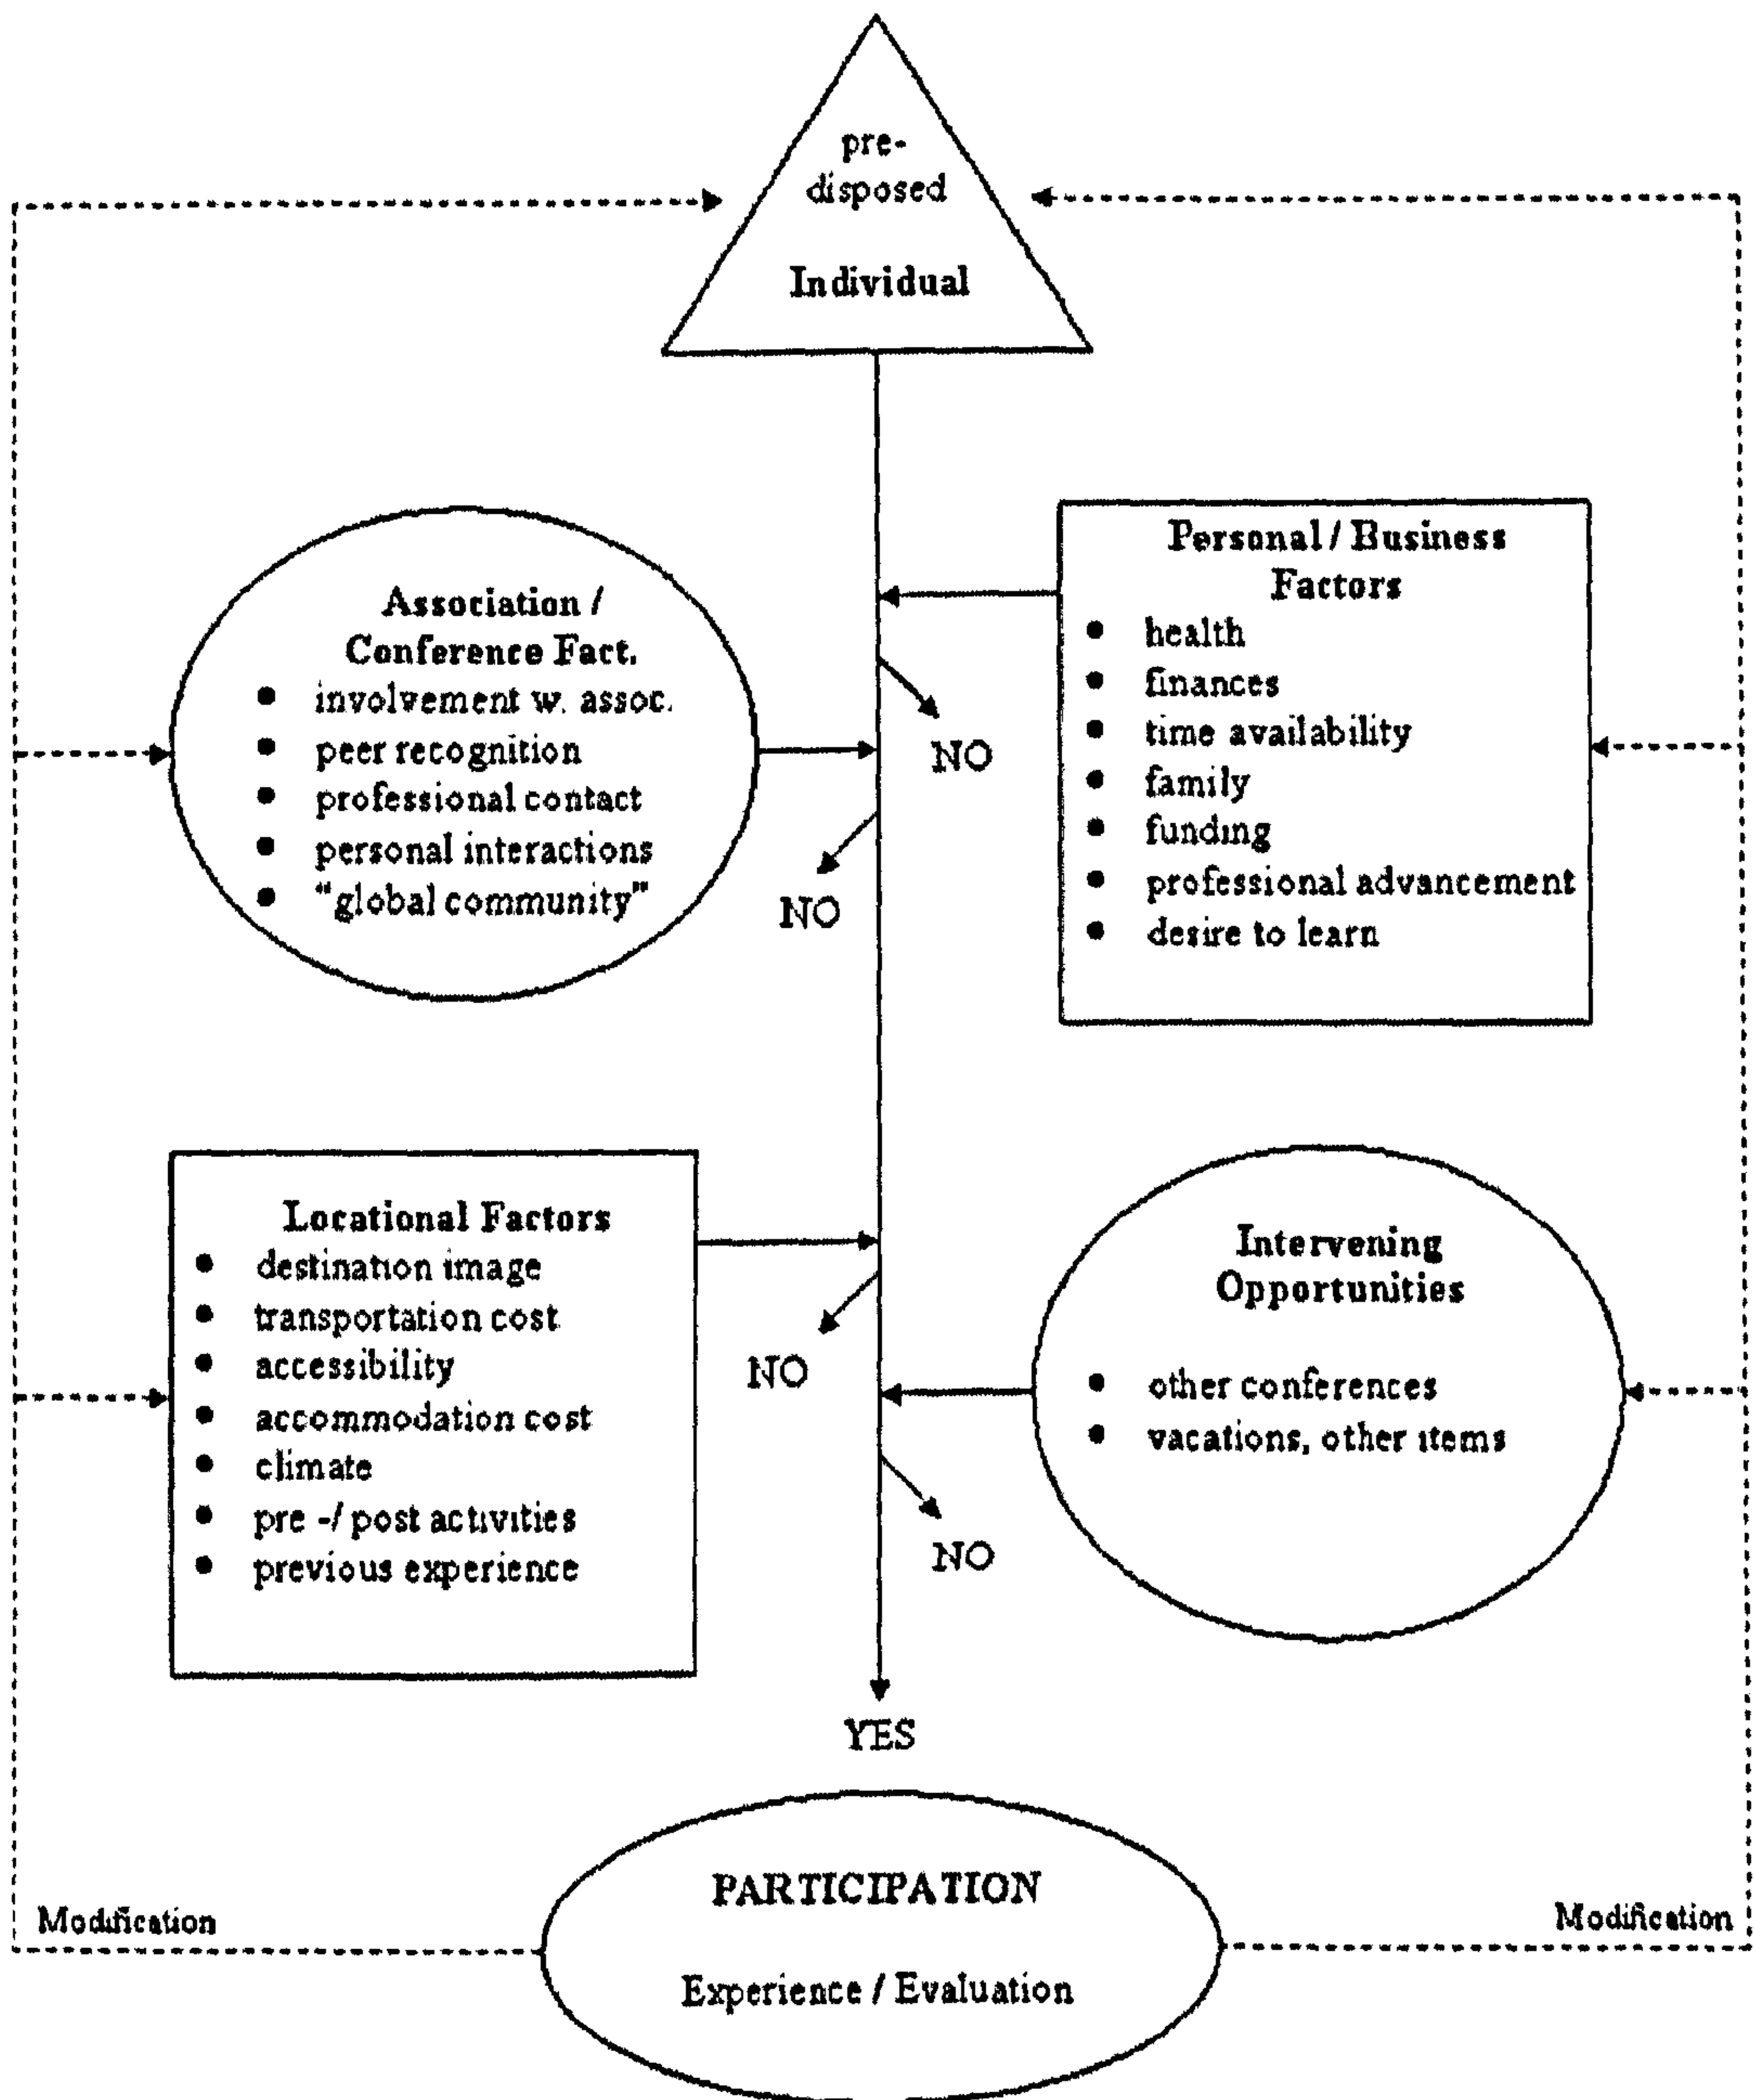 pre-
disposed
Individual
Personal / Business
Factors
• health
• finances
• time availability
• family
• funding
• professional advancement
• desire to learn
NO
Association /
Conference Fact.
• involvement w. assoc.
• peer recognition
• professional contact
• personal interactions
• "global community"
NO
Locational Factors
• destination image
• transportation cost
• accessibility
• accommodation cost
• climate
• pre -/ post activities
• previous experience
NO
Intervening
Opportunities
• other conferences
• vacations, other items
NO
YES
PARTICIPATION
Experience / Evaluation
Modification
Modification